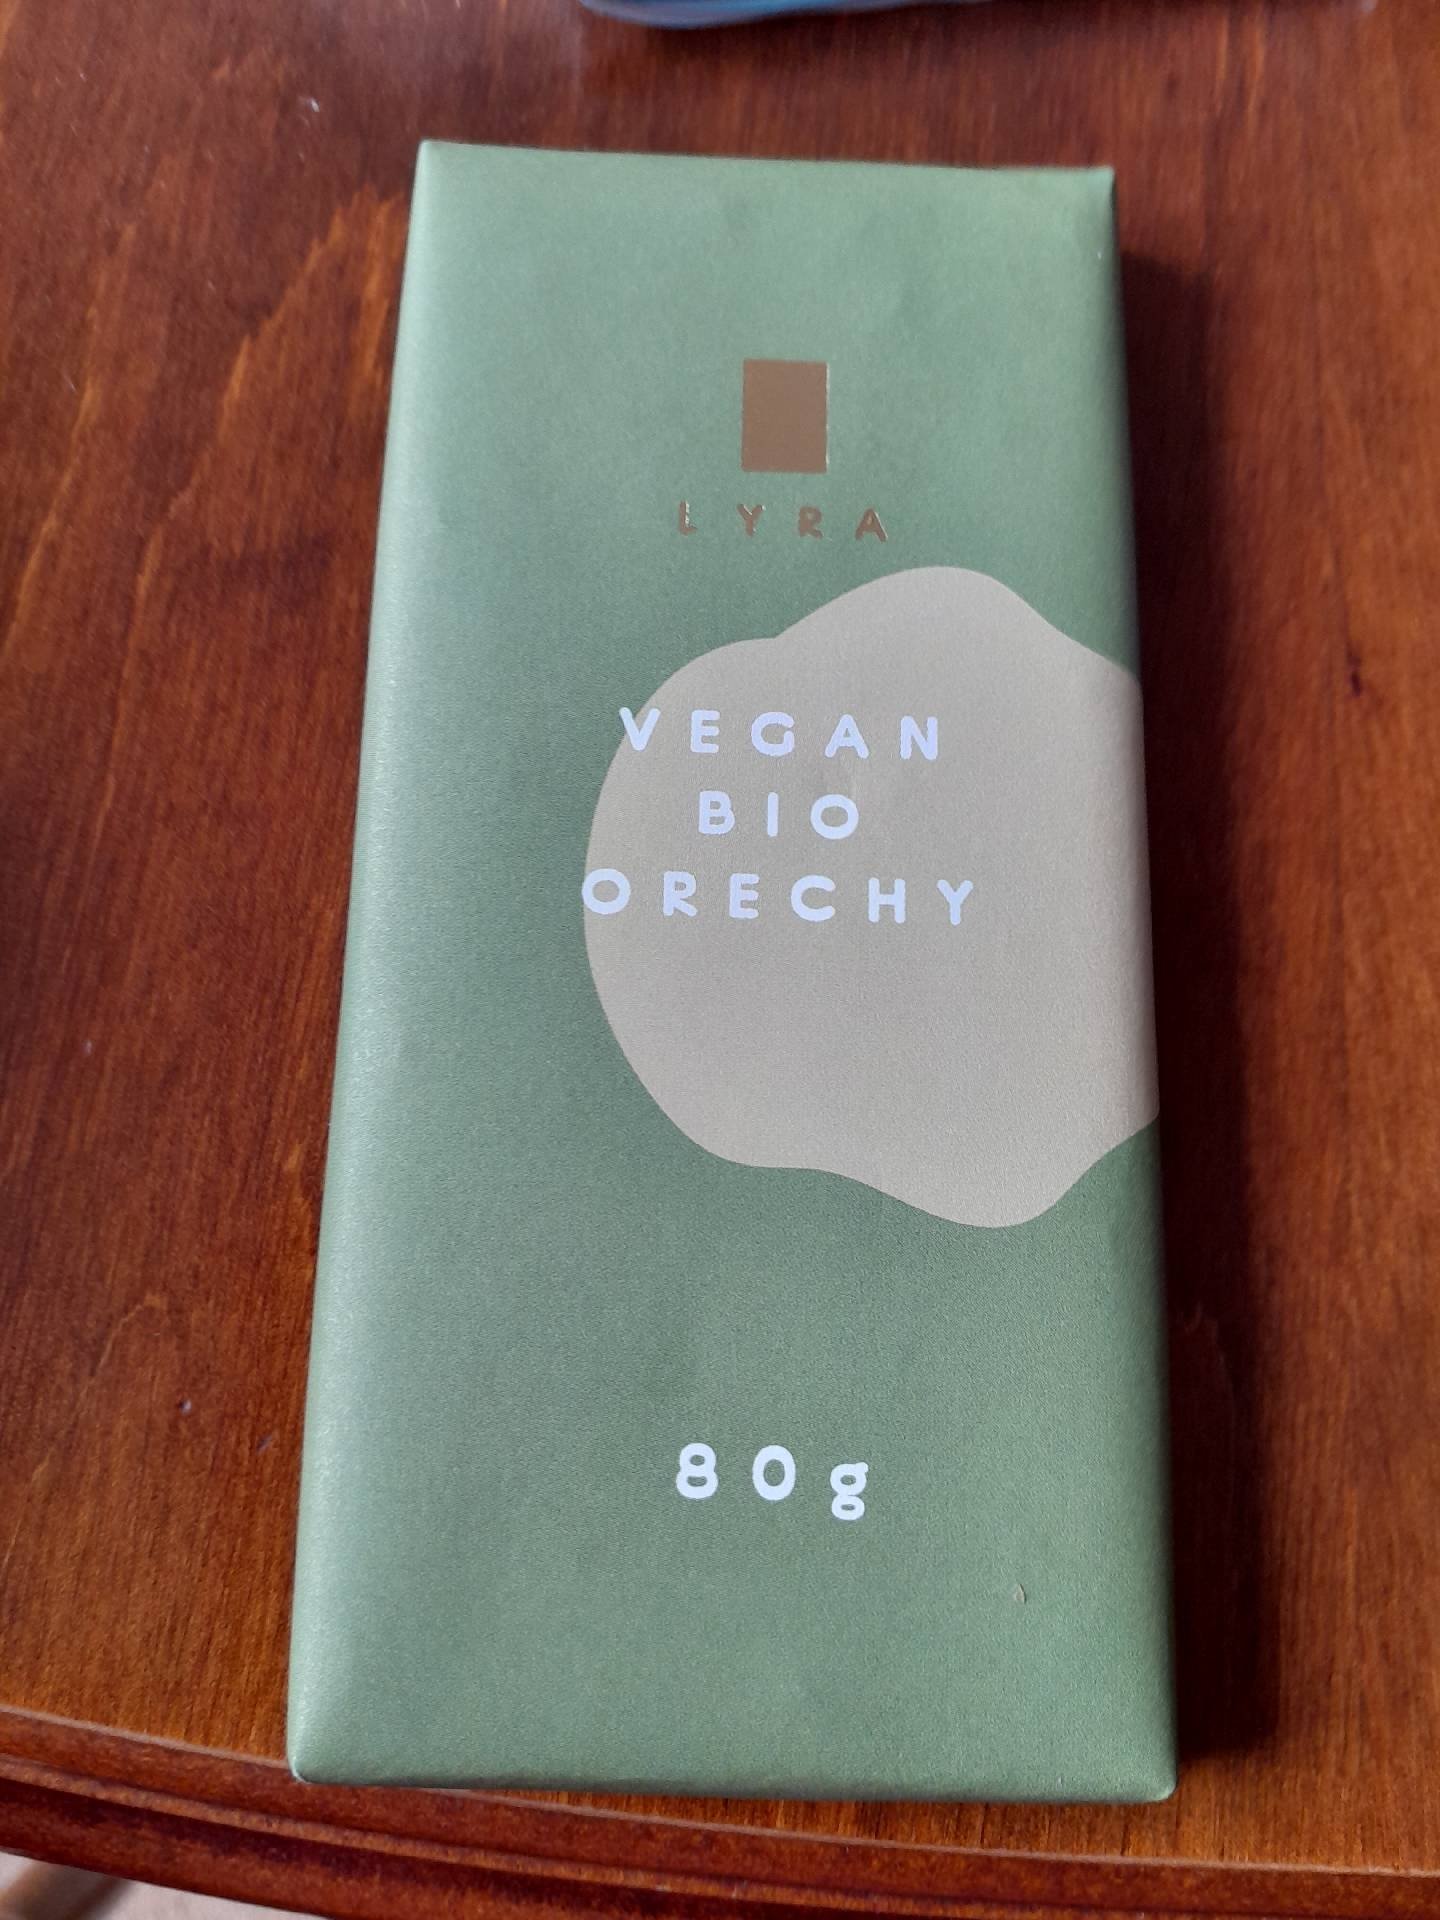 LYRA
VEGAN
BIO
ORECHY
80g